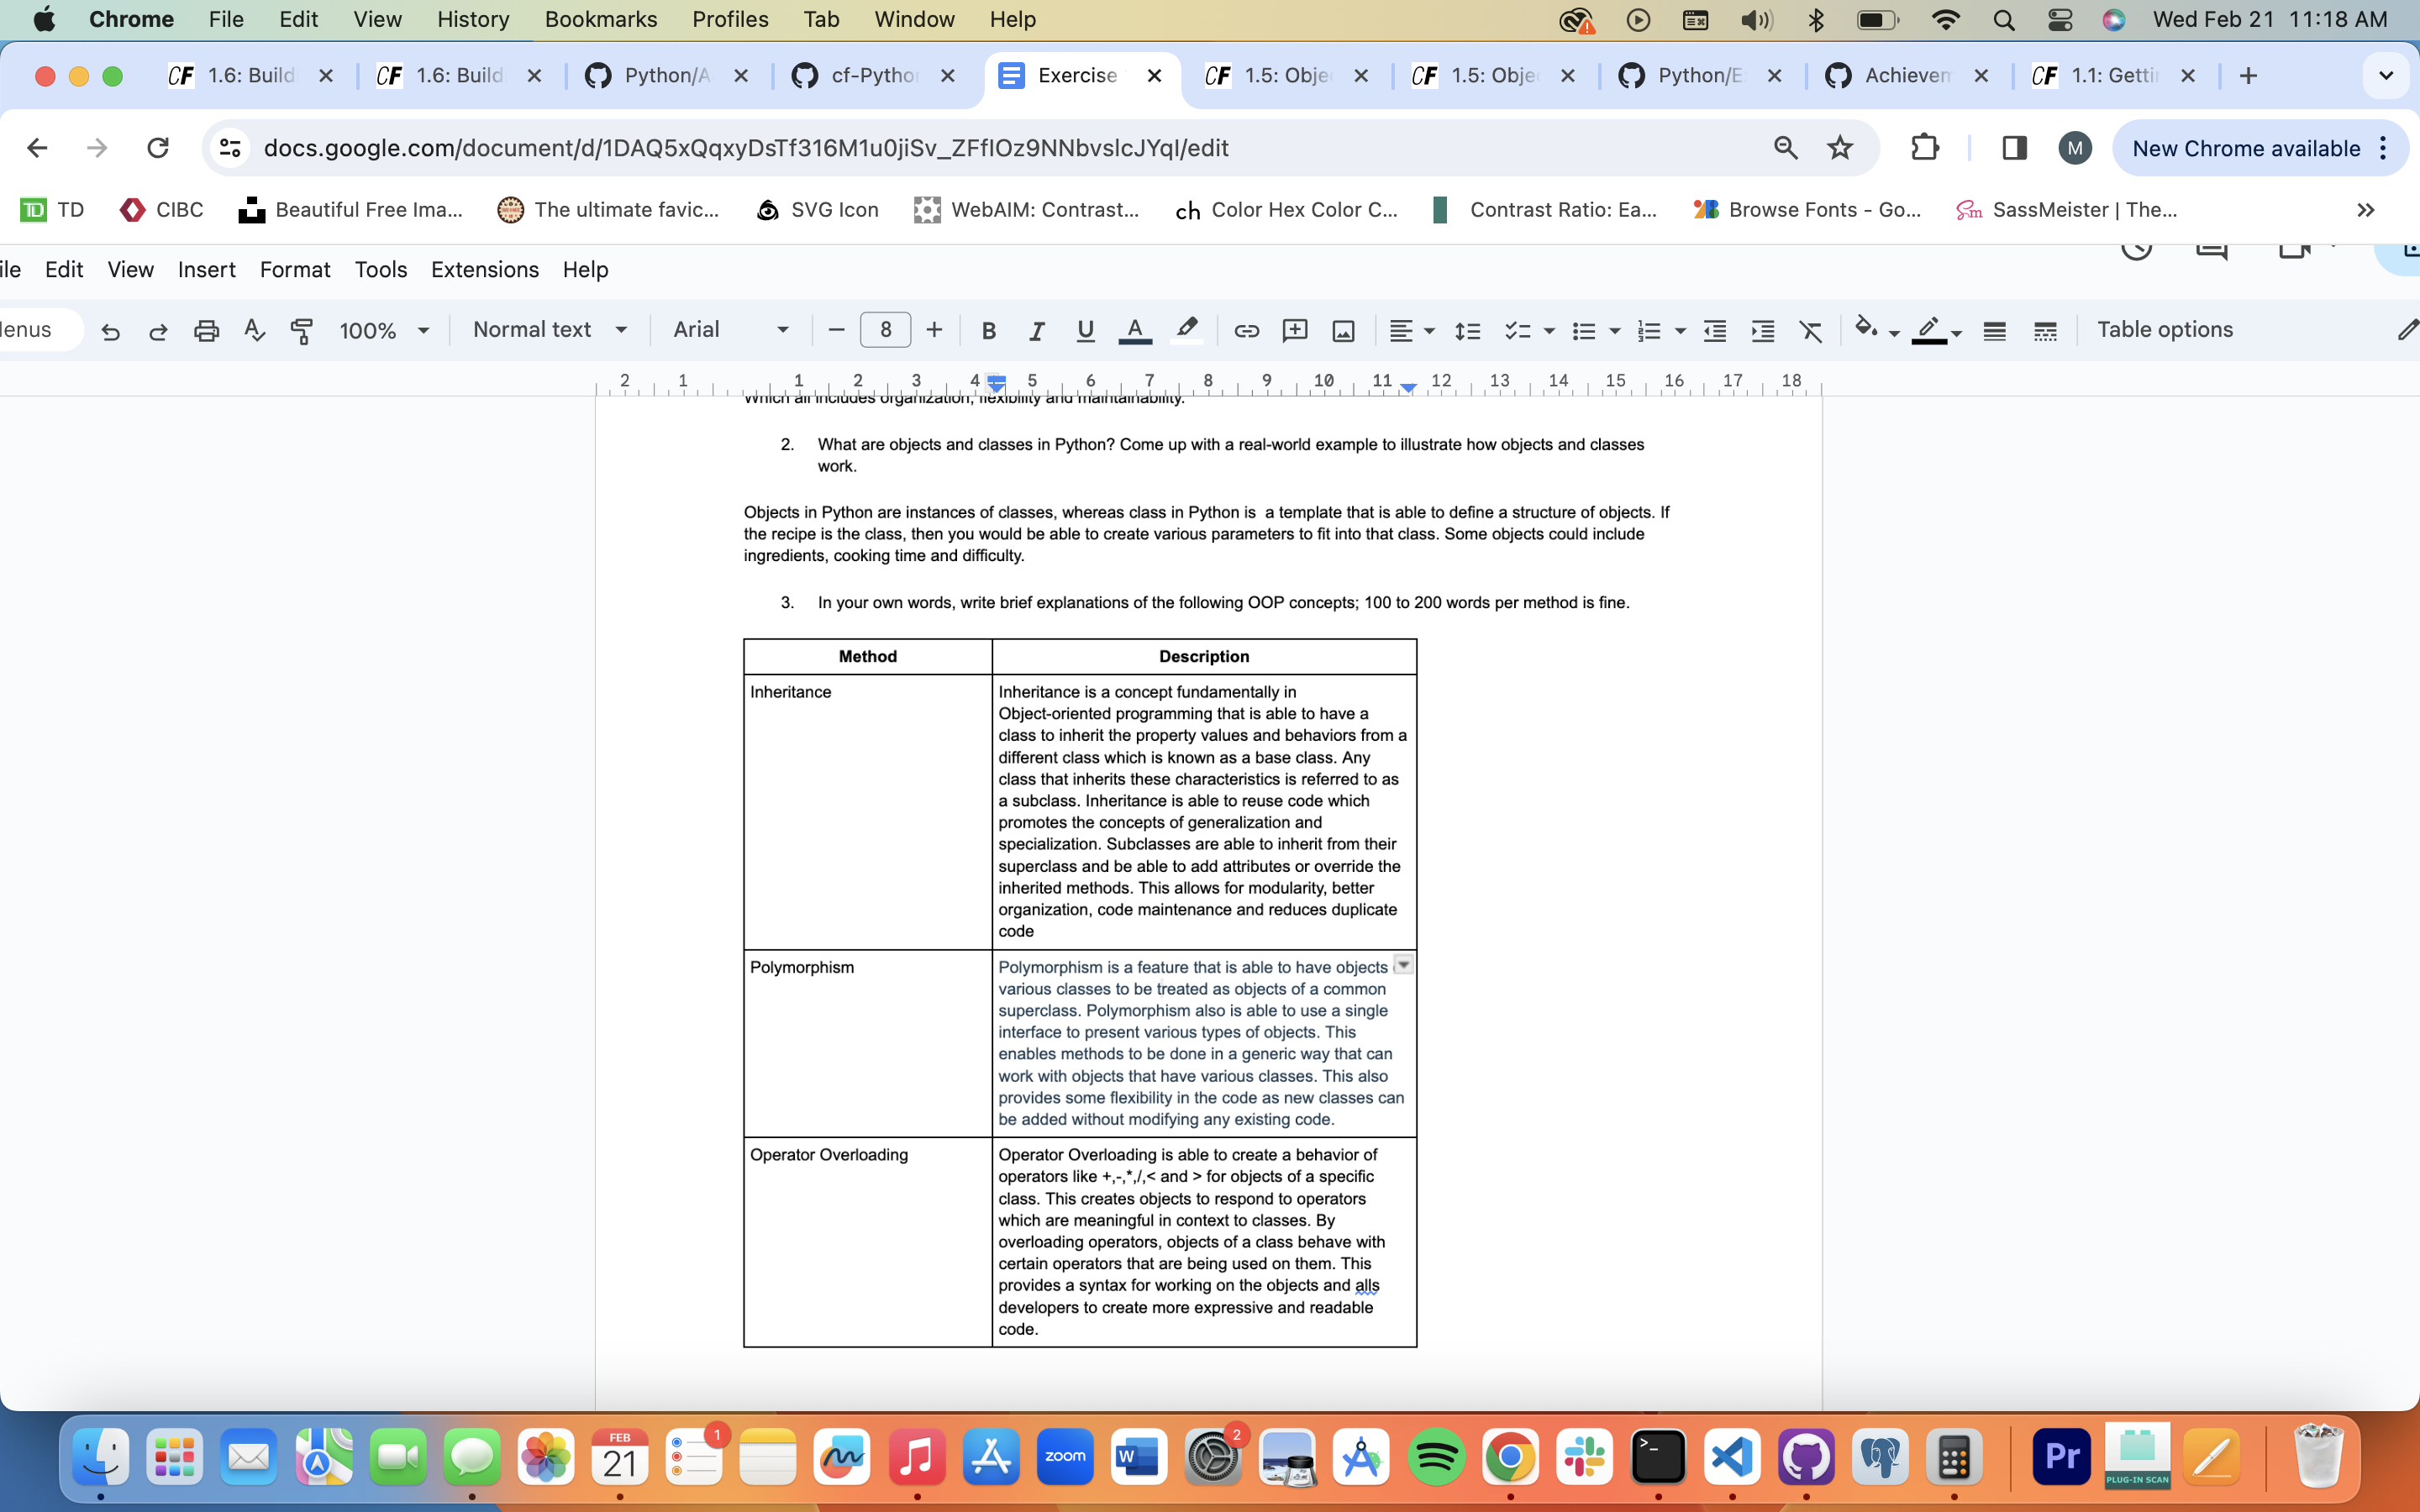 Chrome File Edit View History Bookmarks Profiles Tab Window Help Wed Feb 21 11:18 AM
CF 1.6: Build CF 1.6: Build Python/A cf-Python Exercise CF 1.5: Obje CF 1.5: Obje Python/E Achievem CF 1.1: Getti
docs.google.com/document/d/1DAQ5xQqxyDsTf316M1u0jiSv_ZFfIOz9NNbvsIcJYqI/edit M New Chrome available
TD TD CIBC Beautiful Free Ima... The ultimate favic... SVG Icon WebAIM: Contrast... ch Color Hex Color C... Contrast Ratio: Ea... Browse Fonts - Go... Sm SassMeister | The...
ile Edit View Insert Format Tools Extensions Help
lenus 100% Normal text Arial – 8 + B I U A Table options
2 1 1 2 3 4 5 6 7 8 9 10 11 12 13 14 15 16 17 18
Which all includes organization, flexibility and maintainability.
2. What are objects and classes in Python? Come up with a real-world example to illustrate how objects and classes
work.
Objects in Python are instances of classes, whereas class in Python is a template that is able to define a structure of objects. If
the recipe is the class, then you would be able to create various parameters to fit into that class. Some objects could include
ingredients, cooking time and difficulty.
3. In your own words, write brief explanations of the following OOP concepts; 100 to 200 words per method is fine.
Method Description
Inheritance
Inheritance is a concept fundamentally in
Object-oriented programming that is able to have a
class to inherit the property values and behaviors from a
different class which is known as a base class. Any
class that inherits these characteristics is referred to as
a subclass. Inheritance is able to reuse code which
promotes the concepts of generalization and
specialization. Subclasses are able to inherit from their
superclass and be able to add attributes or override the
inherited methods. This allows for modularity, better
organization, code maintenance and reduces duplicate
code
Polymorphism
Polymorphism is a feature that is able to have objects
various classes to be treated as objects of a common
superclass. Polymorphism also is able to use a single
interface to present various types of objects. This
enables methods to be done in a generic way that can
work with objects that have various classes. This also
provides some flexibility in the code as new classes can
be added without modifying any existing code.
Operator Overloading
Operator Overloading is able to create a behavior of
operators like +,-,*,/,< and > for objects of a specific
class. This creates objects to respond to operators
which are meaningful in context to classes. By
overloading operators, objects of a class behave with
certain operators that are being used on them. This
provides a syntax for working on the objects and alls
developers to create more expressive and readable
code.
FEB 21 1 zoom W 2 >_ Pr PLUG-IN SCAN